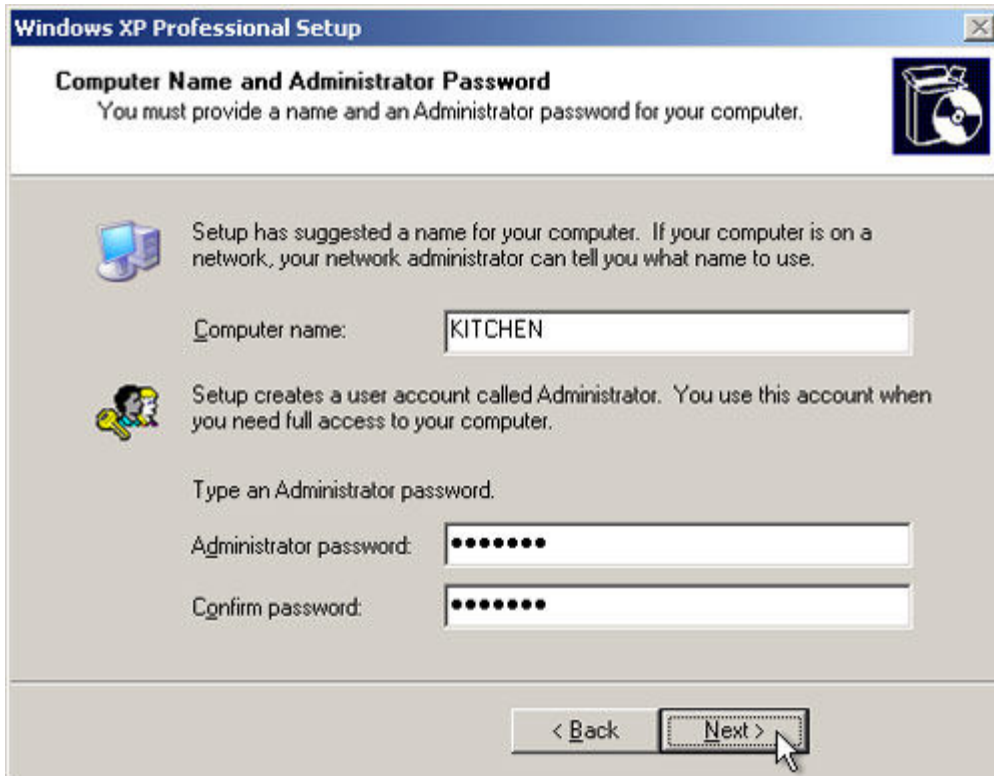 Windows XP Professional Setup
Computer Name and Administrator Password
You must provide a name and an Administrator password for your computer.
Setup has suggested a name for your computer. If your computer is on a
network, your network administrator can tell you what name to use.
Computer name: KITCHEN
Setup creates a user account called Administrator. You use this account when
you need full access to your computer.
Type an Administrator password.
Administrator password: •••••••
Confirm password: •••••••
< Back Next >